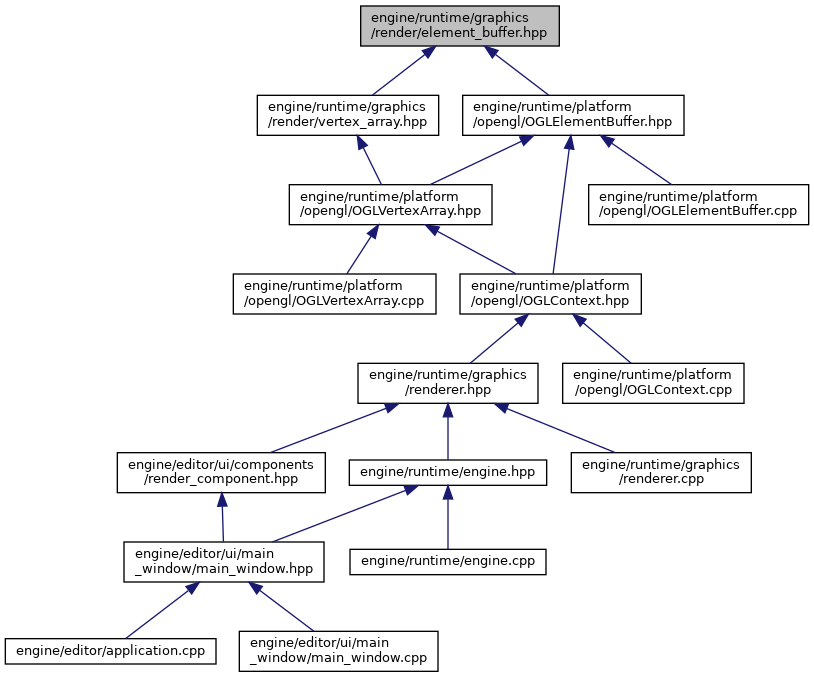 engine/runtime/graphics
/render/element_buffer.hpp
engine/runtime/graphics
/render/vertex_array.hpp
engine/runtime/platform
/opengl/OGLElementBuffer.hpp
engine/runtime/platform
/opengl/OGLVertexArray.hpp
engine/runtime/platform
/opengl/OGLElementBuffer.cpp
engine/runtime/platform
/opengl/OGLVertexArray.cpp
engine/runtime/platform
/opengl/OGLContext.hpp
engine/runtime/graphics
/renderer.hpp
engine/runtime/platform
/opengl/OGLContext.cpp
engine/editor/ui/components
/render_component.hpp
engine/runtime/engine.hpp
engine/runtime/graphics
/renderer.cpp
engine/editor/ui/main
_window/main_window.hpp
engine/runtime/engine.cpp
engine/editor/application.cpp
engine/editor/ui/main
_window/main_window.cpp